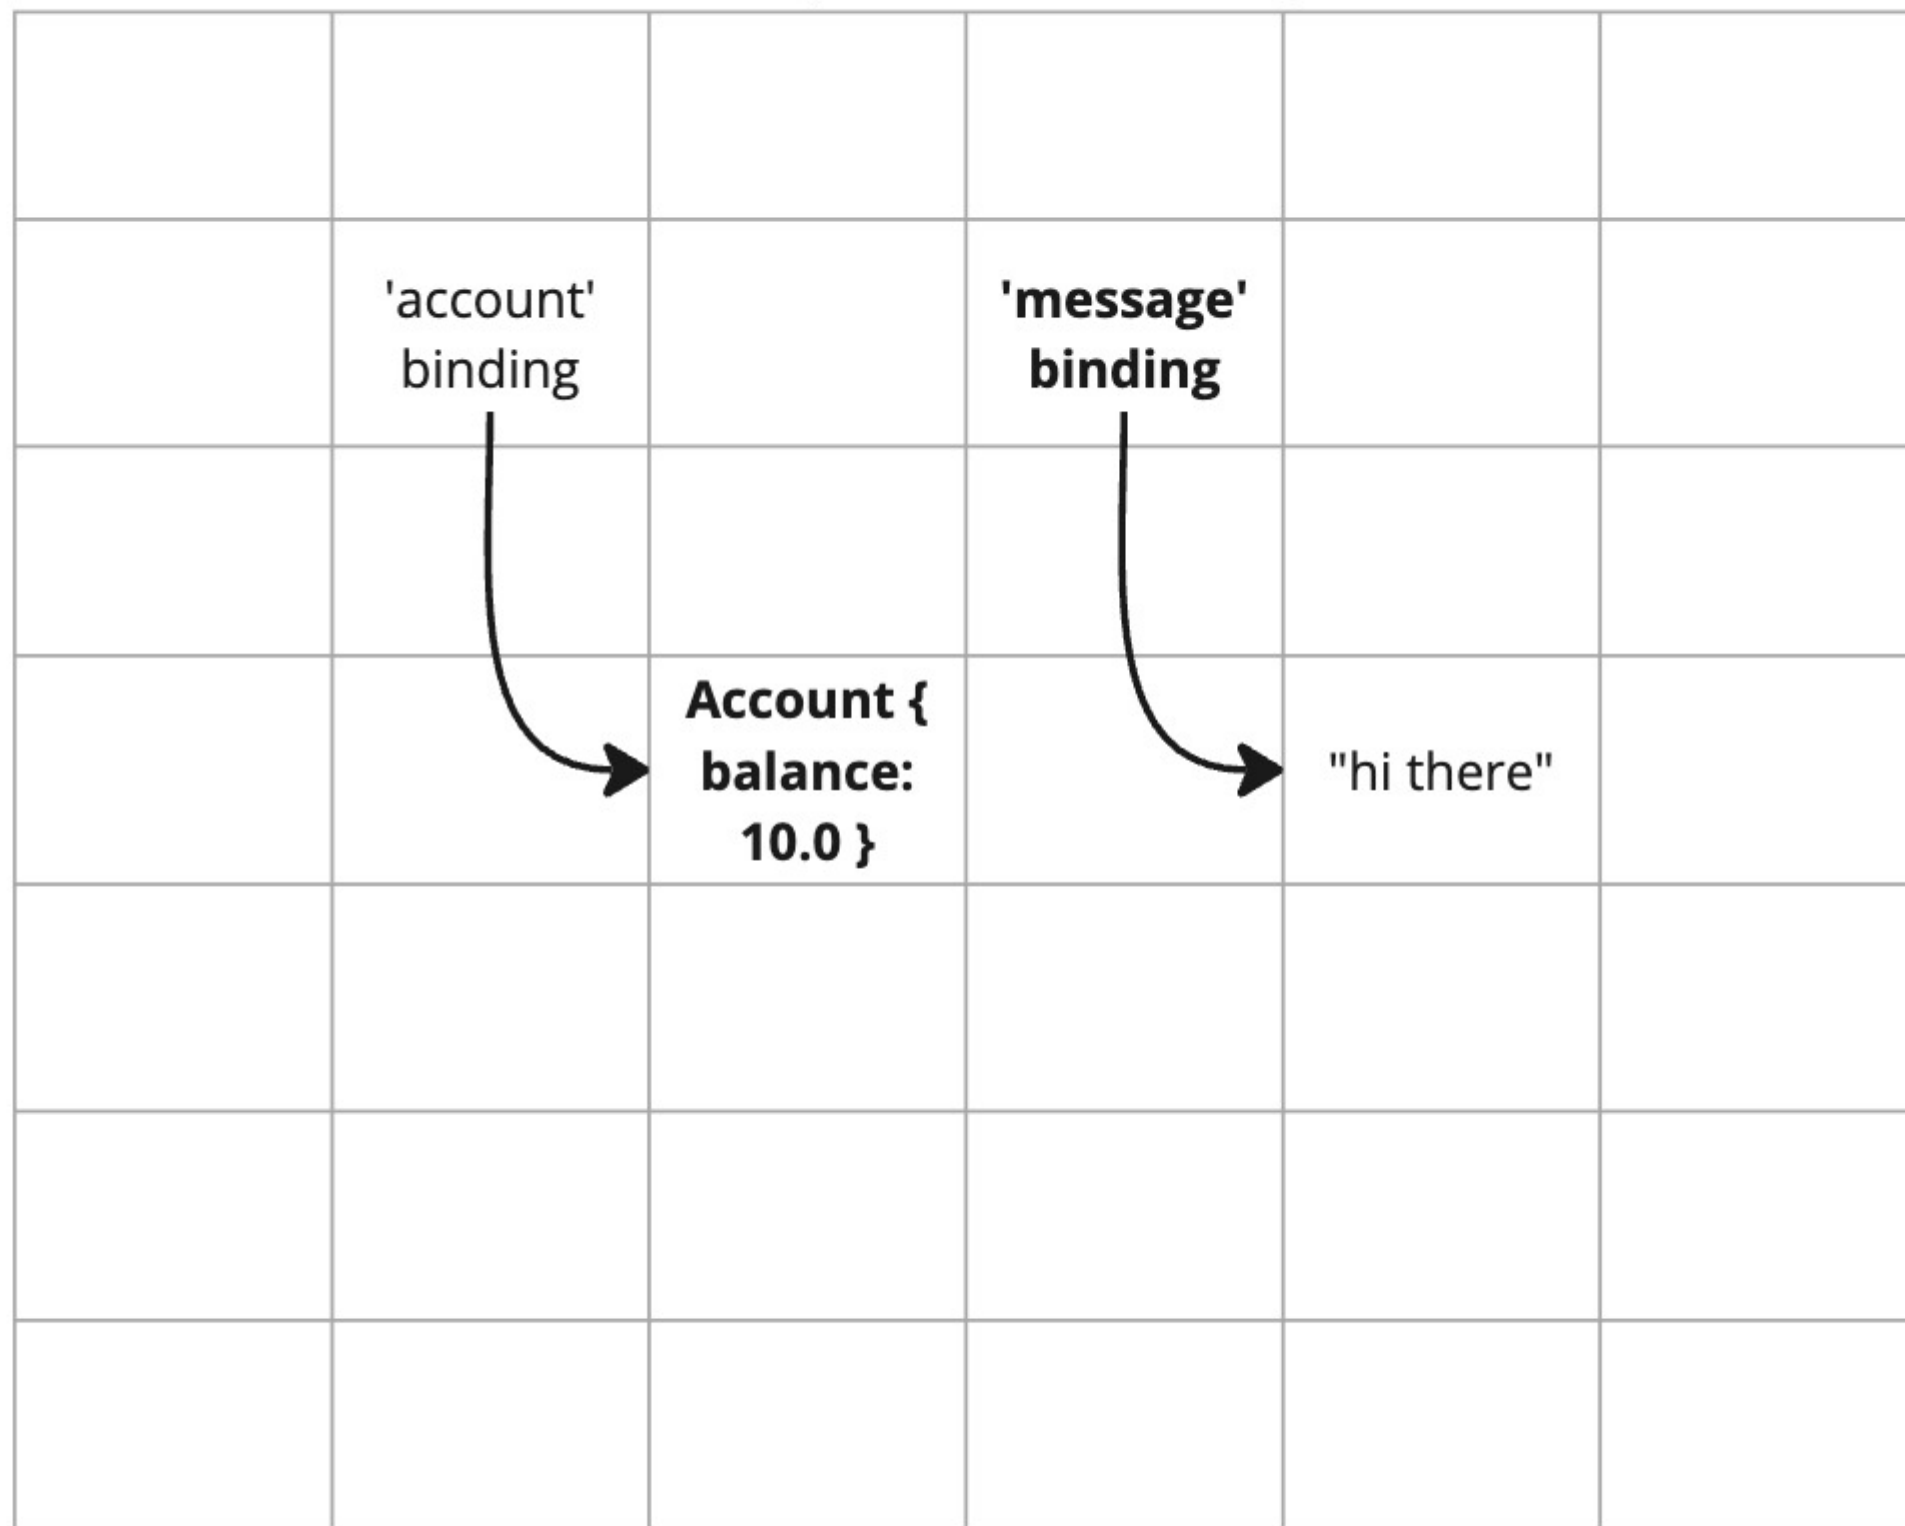 'account'
binding
'message'
binding
Account {
balance:
10.0 }
"hi there"